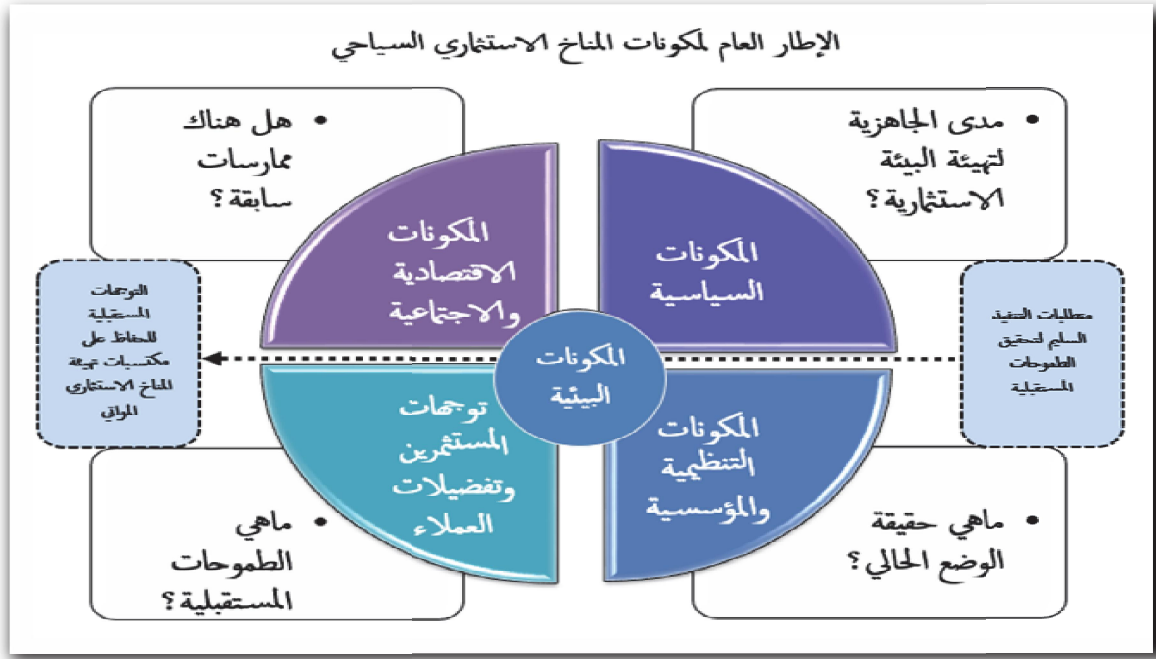 الإطار العام لمكونات المناخ الاستثماري السياحي
• مدى الجاهزية
لتهيئة البيئة
الاستثمارية؟
• هل هناك
ممارسات
سابقة؟
المكونات
السياسية
المكونات
الاقتصادية
والاجتماعية
المكونات
البيئية
متطلبات التنفيذ
السليم لتحقيق
الطموحات
المستقبلية
التوجهات
المستقبلية
للحفاظ على
مكتسبات تهيئة
المناخ الاستثماري
المواتي
المكونات
التنظيمية
والمؤسسية
توجهات
المستثمرين
وتفضيلات
العملاء
• ماهي حقيقة
الوضع الحالي؟
• ماهي
الطموحات
المستقبلية؟